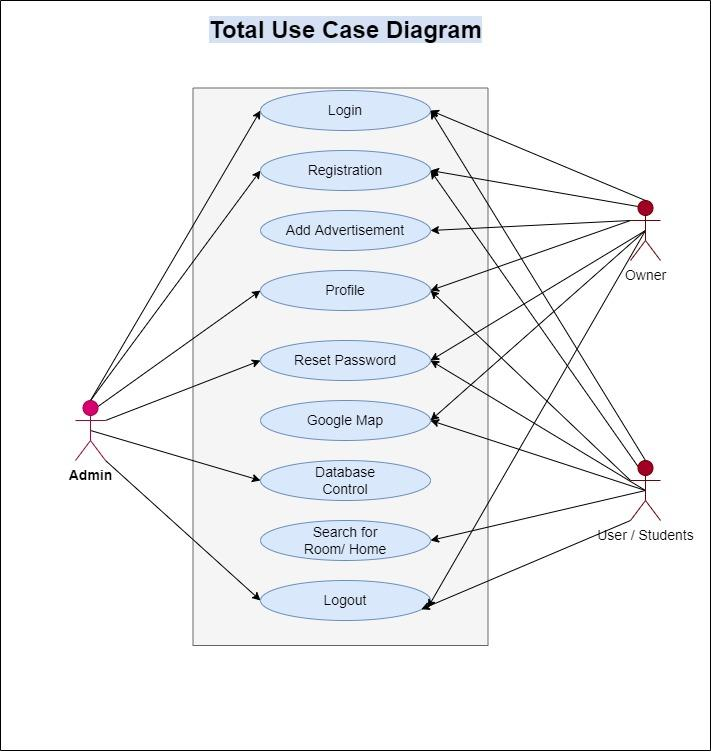 Total Use Case Diagram
Login
Registration
Add Advertisement
Profile
Reset Password
Google Map
Database
Control
Search for
Room/ Home
Logout
Admin
Owner
User / Students